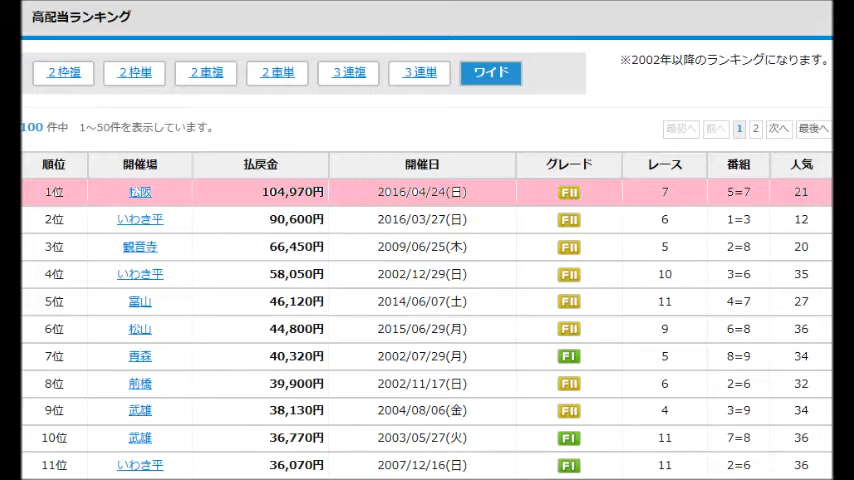 高配当ランキング
２枠複 ２枠単 ２車複 ２車単 ３連複 ３連単 ワイド
※2002年以降のランキングになります。
100 件中 1～50件を表示しています。
最初へ 前へ 1 2 次へ 最後へ
順位 開催場 払戻金 開催日 グレード レース 番組 人気
1位 松阪 104,970円 2016/04/24(日) FⅡ 7 5=7 21
2位 いわき平 90,600円 2016/03/27(日) FⅡ 6 1=3 12
3位 観音寺 66,450円 2009/06/25(木) FⅡ 5 2=8 20
4位 いわき平 58,050円 2002/12/29(日) FⅡ 10 3=6 35
5位 富山 46,120円 2014/06/07(土) FⅡ 11 4=7 27
6位 松山 44,800円 2015/06/29(月) FⅡ 9 6=8 36
7位 青森 40,320円 2002/07/29(月) FⅠ 5 8=9 34
8位 前橋 39,900円 2002/11/17(日) FⅡ 6 2=6 32
9位 武雄 38,130円 2004/08/06(金) FⅡ 4 3=9 34
10位 武雄 36,770円 2003/05/27(火) FⅠ 11 7=8 36
11位 いわき平 36,070円 2007/12/16(日) FⅠ 11 2=6 36